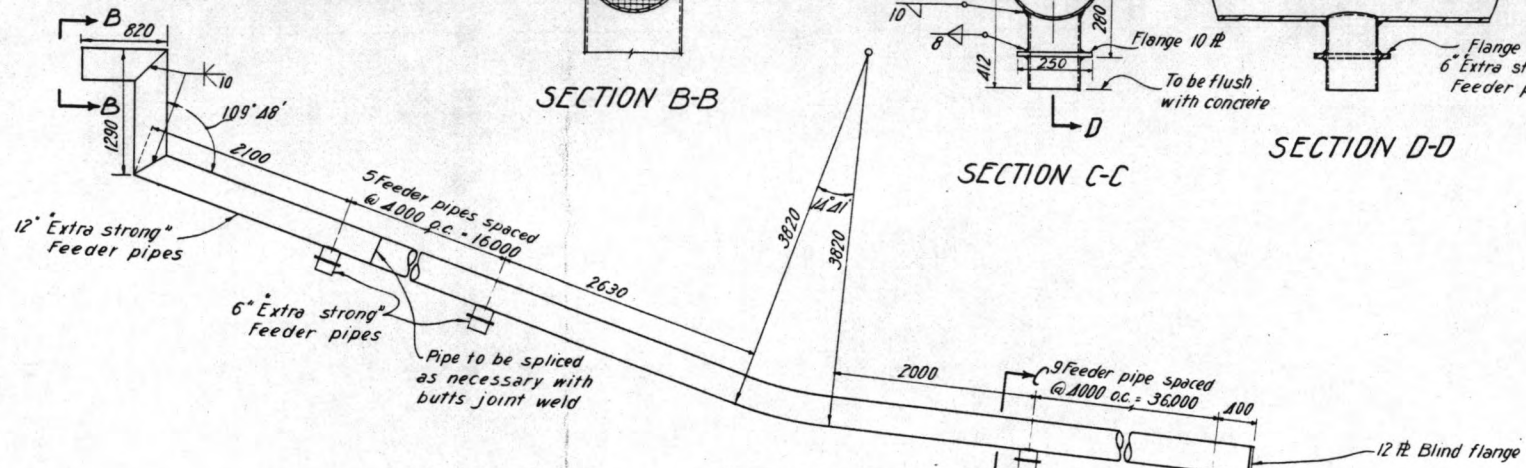 B
820
K10
B
1290
109° 48'
2100
12" "Extra strong"
Feeder pipes
5 Feeder pipes spaced
@ 4000 o.c. = 16000
6" "Extra strong"
Feeder pipes
Pipe to be spliced
as necessary with
butts joint weld
2630
SECTION B-B
3820
14° 41'
3820
10
8
412
250
280
Flange 10 PL
To be flush
with concrete
D
SECTION C-C
Flange
6" Extra
Feeder
SECTION D-D
2000
9 Feeder pipe spaced
@ 4000 o.c. = 36,000
400
12 PL Blind flange